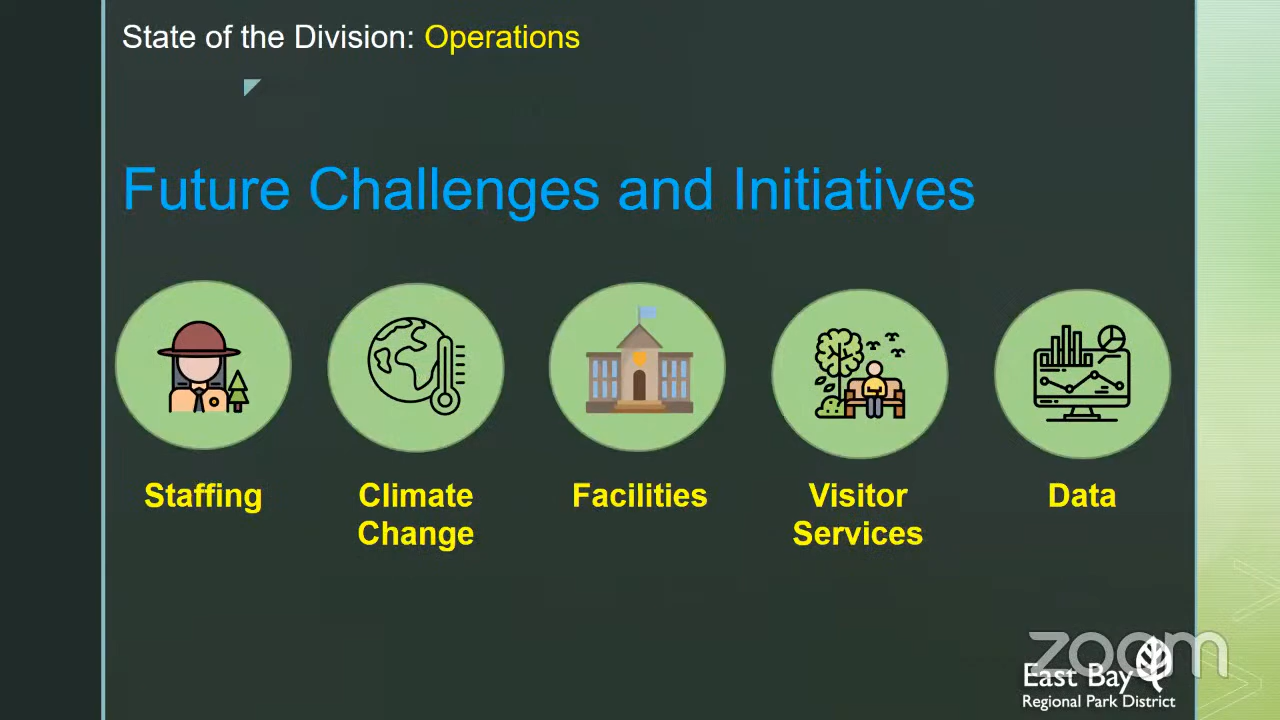 State of the Division: Operations
Future Challenges and Initiatives
Staffing
Climate
Change
Facilities
Visitor
Services
Data
zoom
East Bay
Regional Park District